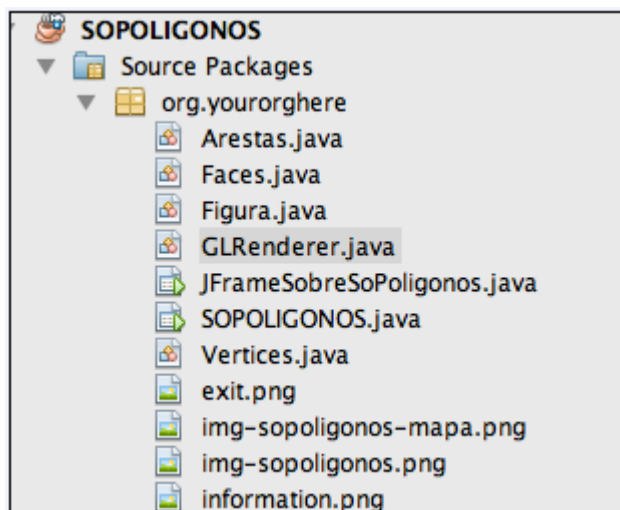 SOPOLIGONOS
Source Packages
org.yourorghere
Arestas.java
Faces.java
Figura.java
GLRenderer.java
JFrameSobreSoPoligonos.java
SOPOLIGONOS.java
Vertices.java
exit.png
img-sopoligonos-mapa.png
img-sopoligonos.png
information.png